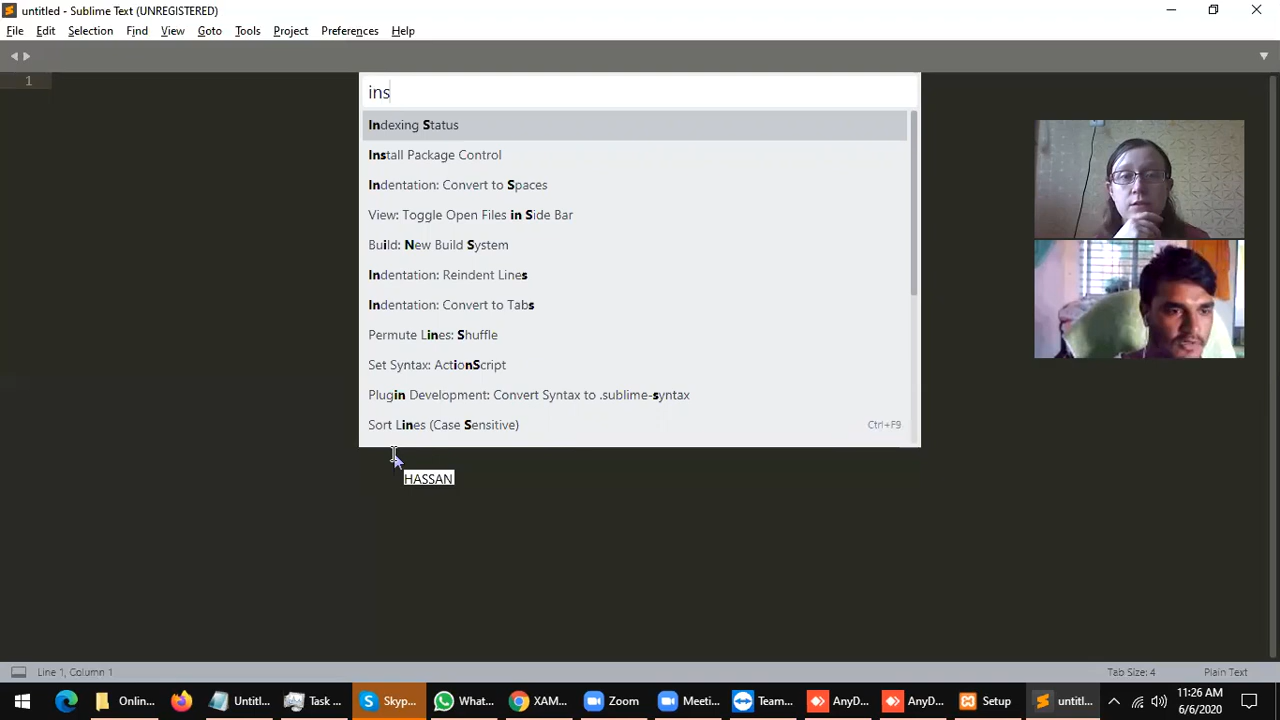 untitled - Sublime Text (UNREGISTERED)
File Edit Selection Find View Goto Tools Project Preferences Help
1
ins
Indexing Status
Install Package Control
Indentation: Convert to Spaces
View: Toggle Open Files in Side Bar
Build: New Build System
Indentation: Reindent Lines
Indentation: Convert to Tabs
Permute Lines: Shuffle
Set Syntax: ActionScript
Plugin Development: Convert Syntax to .sublime-syntax
Sort Lines (Case Sensitive) Ctrl+F9
HASSAN
Line 1, Column 1 Tab Size: 4 Plain Text
Onlin... Untitl... Task ... Skyp... What... XAM... Zoom Meeti... Team... AnyD... AnyD... Setup untit...
11:26 AM
6/6/2020